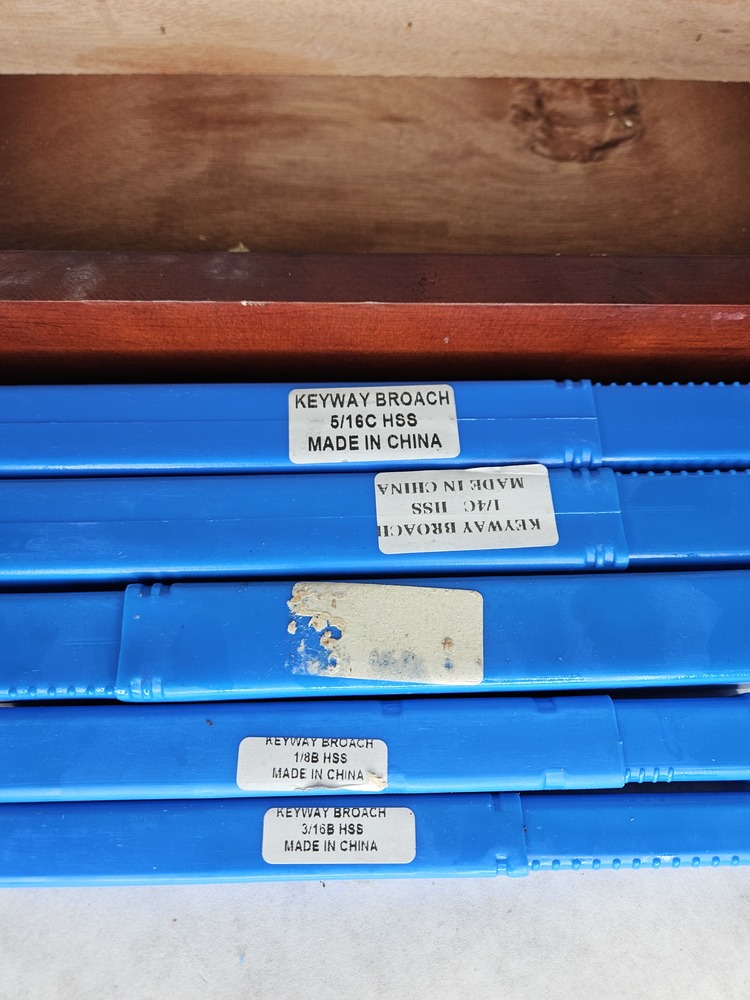 KEYWAY BROACH
5/16C HSS
MADE IN CHINA
KEYWAY BROACH
1/4C HSS
MADE IN CHINA
KEYWAY BROACH
1/8B HSS
MADE IN CHINA
KEYWAY BROACH
3/16B HSS
MADE IN CHINA